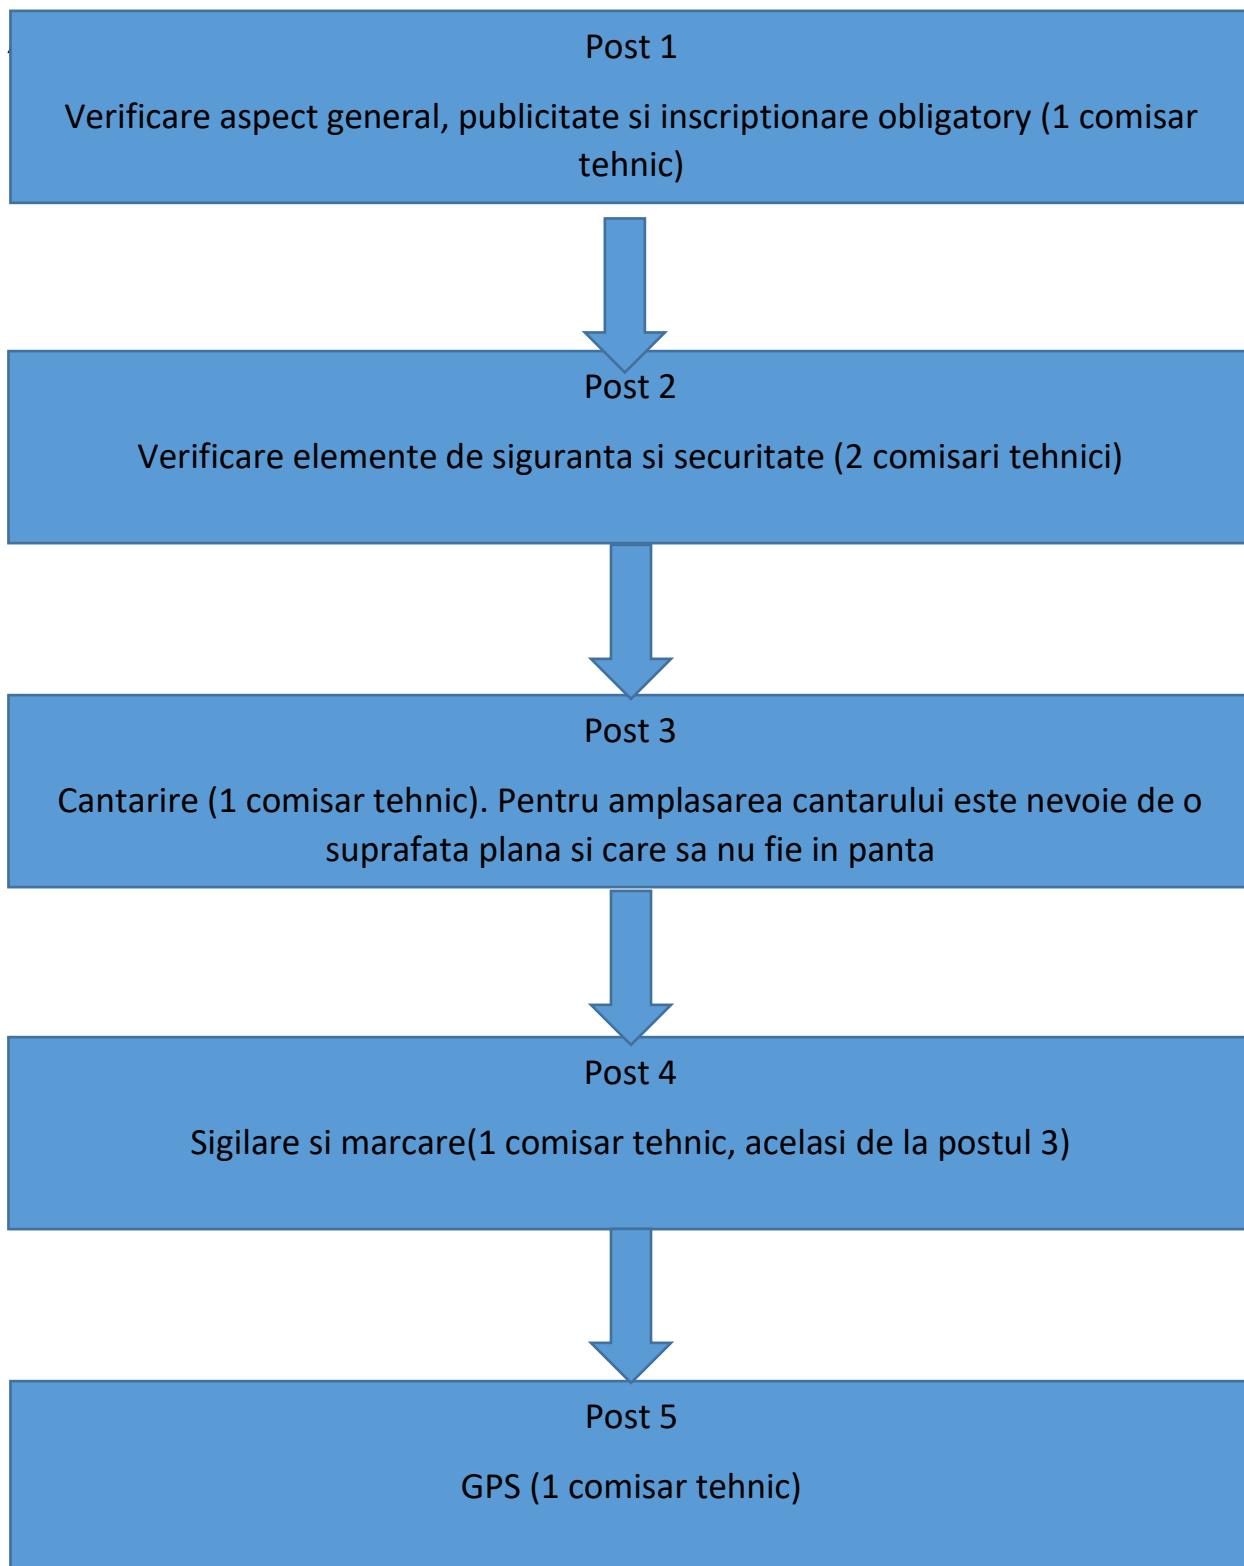 Post 1
Verificare aspect general, publicitate si inscriptionare obligatory (1 comisar
tehnic)
Post 2
Verificare elemente de siguranta si securitate (2 comisari tehnici)
Post 3
Cantarire (1 comisar tehnic). Pentru amplasarea cantarului este nevoie de o
suprafata plana si care sa nu fie in panta
Post 4
Sigilare si marcare(1 comisar tehnic, acelasi de la postul 3)
Post 5
GPS (1 comisar tehnic)